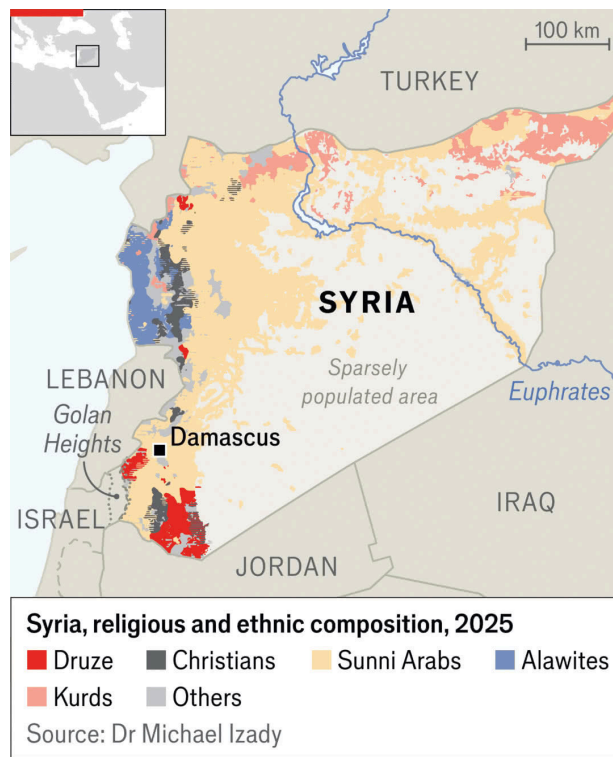 100 km
TURKEY
SYRIA
Sparsely
populated area
LEBANON
Euphrates
Golan
Heights
Damascus
IRAQ
ISRAEL
JORDAN
Syria, religious and ethnic composition, 2025
Druze Christians Sunni Arabs Alawites
Kurds Others
Source: Dr Michael Izady